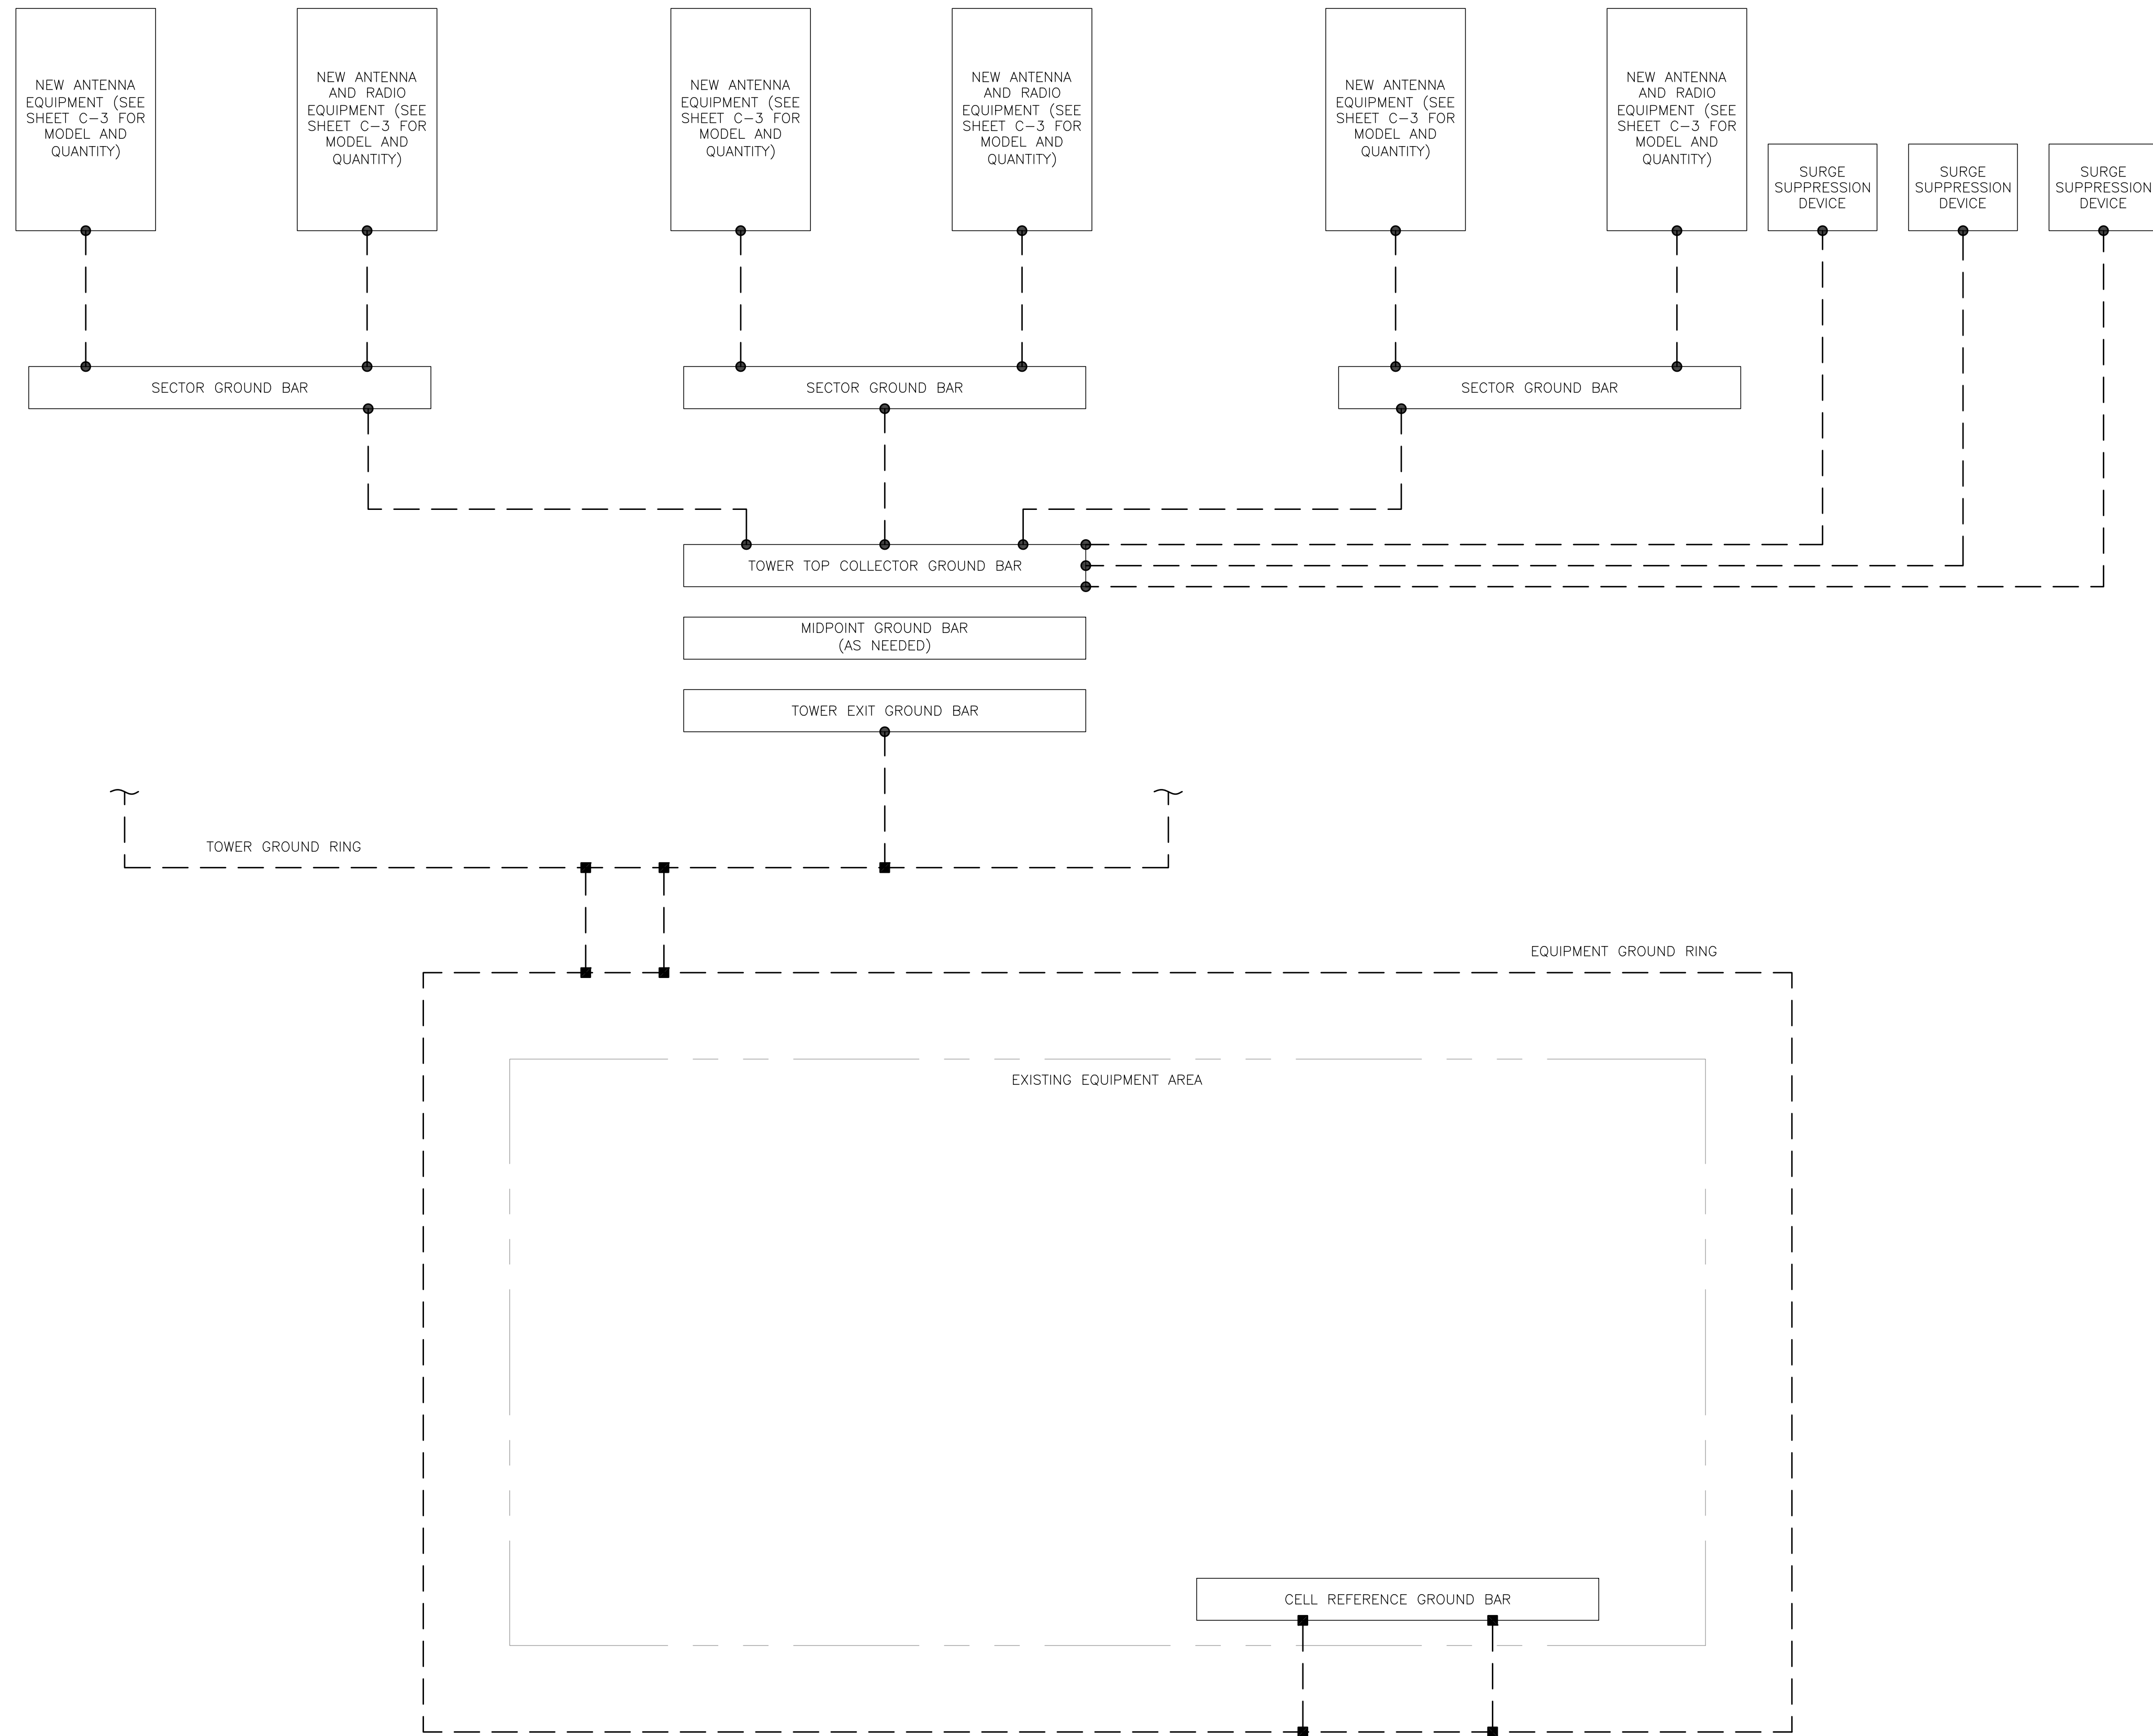 NEW ANTENNA
EQUIPMENT (SEE
SHEET C-3 FOR
MODEL AND
QUANTITY)
NEW ANTENNA
AND RADIO
EQUIPMENT (SEE
SHEET C-3 FOR
MODEL AND
QUANTITY)
NEW ANTENNA
EQUIPMENT (SEE
SHEET C-3 FOR
MODEL AND
QUANTITY)
NEW ANTENNA
AND RADIO
EQUIPMENT (SEE
SHEET C-3 FOR
MODEL AND
QUANTITY)
NEW ANTENNA
EQUIPMENT (SEE
SHEET C-3 FOR
MODEL AND
QUANTITY)
NEW ANTENNA
AND RADIO
EQUIPMENT (SEE
SHEET C-3 FOR
MODEL AND
QUANTITY)
SURGE
SUPPRESSION
DEVICE
SURGE
SUPPRESSION
DEVICE
SURGE
SUPPRESSION
DEVICE
SECTOR GROUND BAR
SECTOR GROUND BAR
SECTOR GROUND BAR
TOWER TOP COLLECTOR GROUND BAR
MIDPOINT GROUND BAR
(AS NEEDED)
TOWER EXIT GROUND BAR
TOWER GROUND RING
EQUIPMENT GROUND RING
EXISTING EQUIPMENT AREA
CELL REFERENCE GROUND BAR